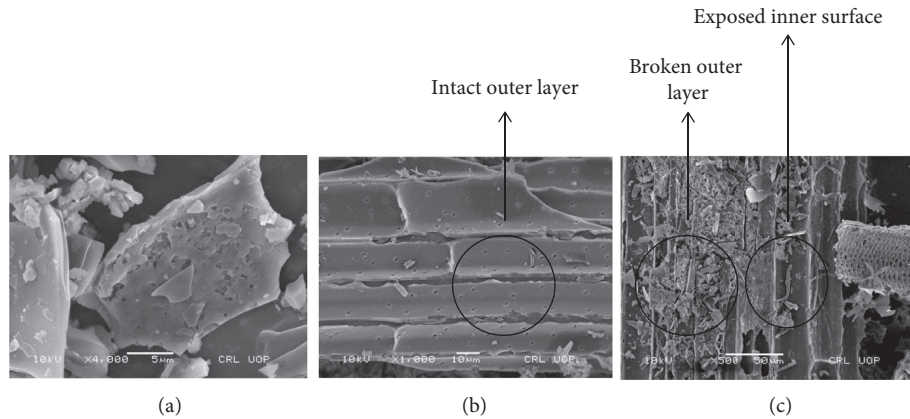 Exposed inner surface
Broken outer
layer
Intact outer layer
10kV X4,000 5μm CRL UOP
10kV X1,000 10μm CRL UOP
10kV X500 50μm CRL UOP
(a)
(b)
(c)